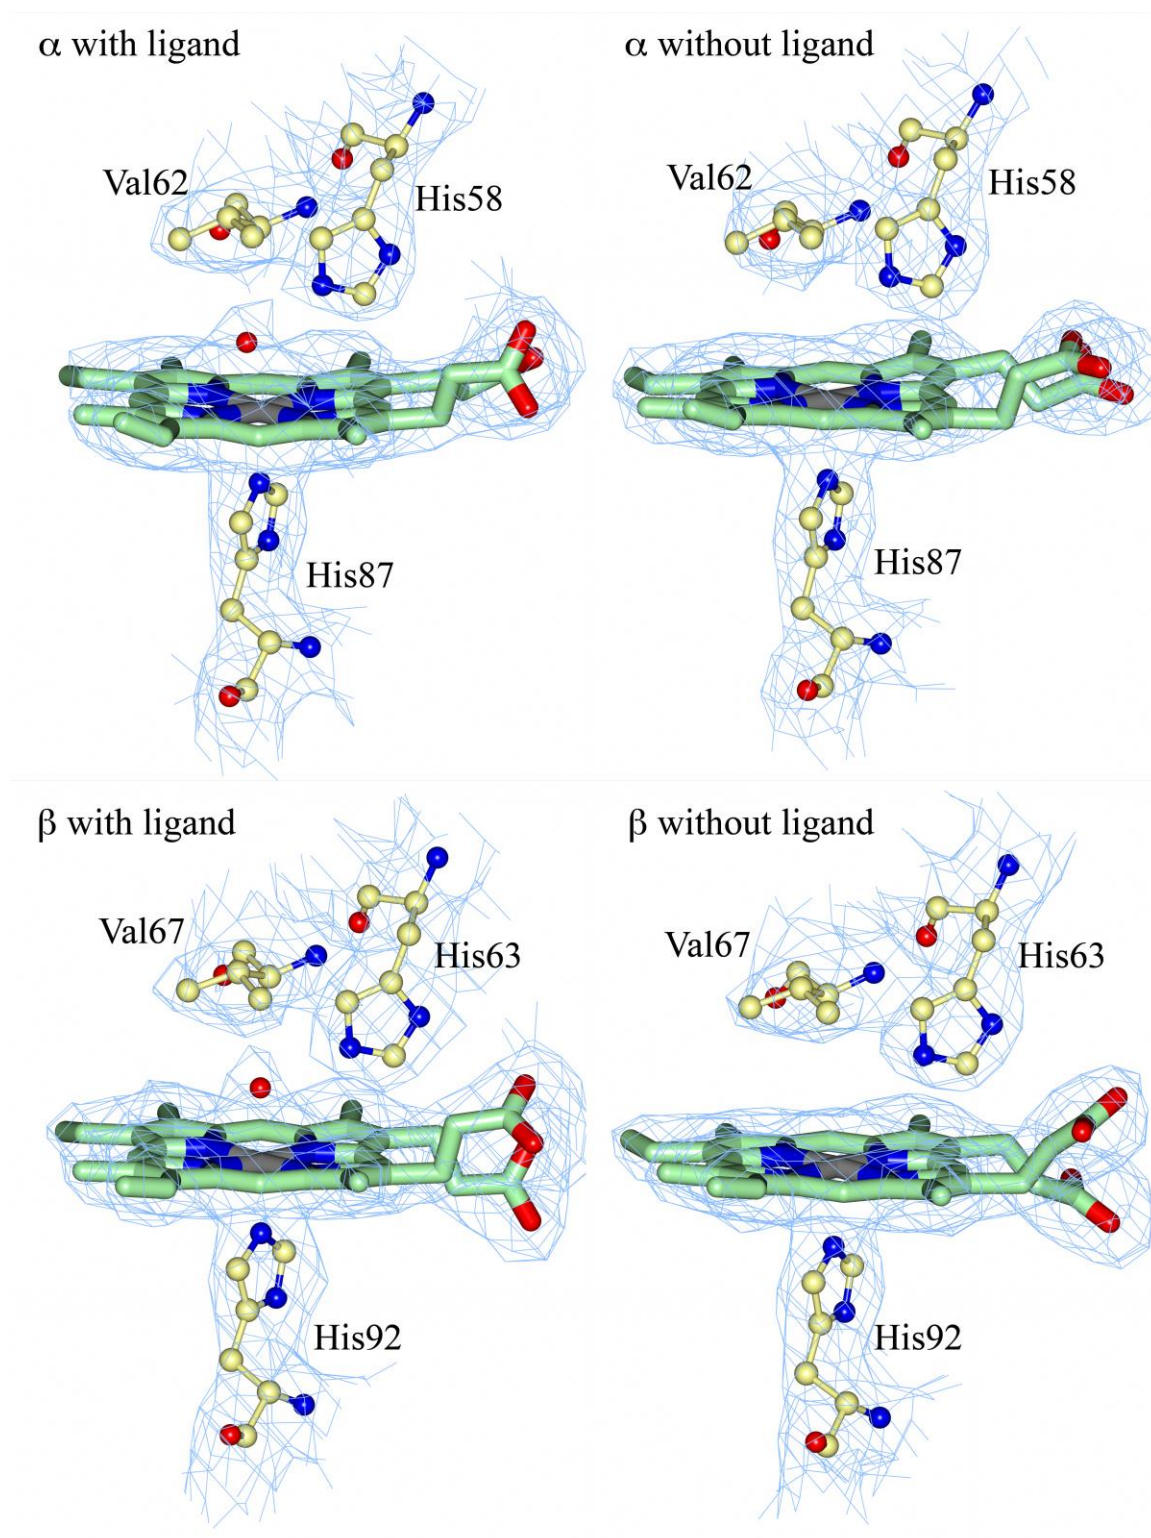 α with ligand
α without ligand
Val62
His58
Val62
His58
His87
His87
β with ligand
β without ligand
Val67
His63
Val67
His63
His92
His92